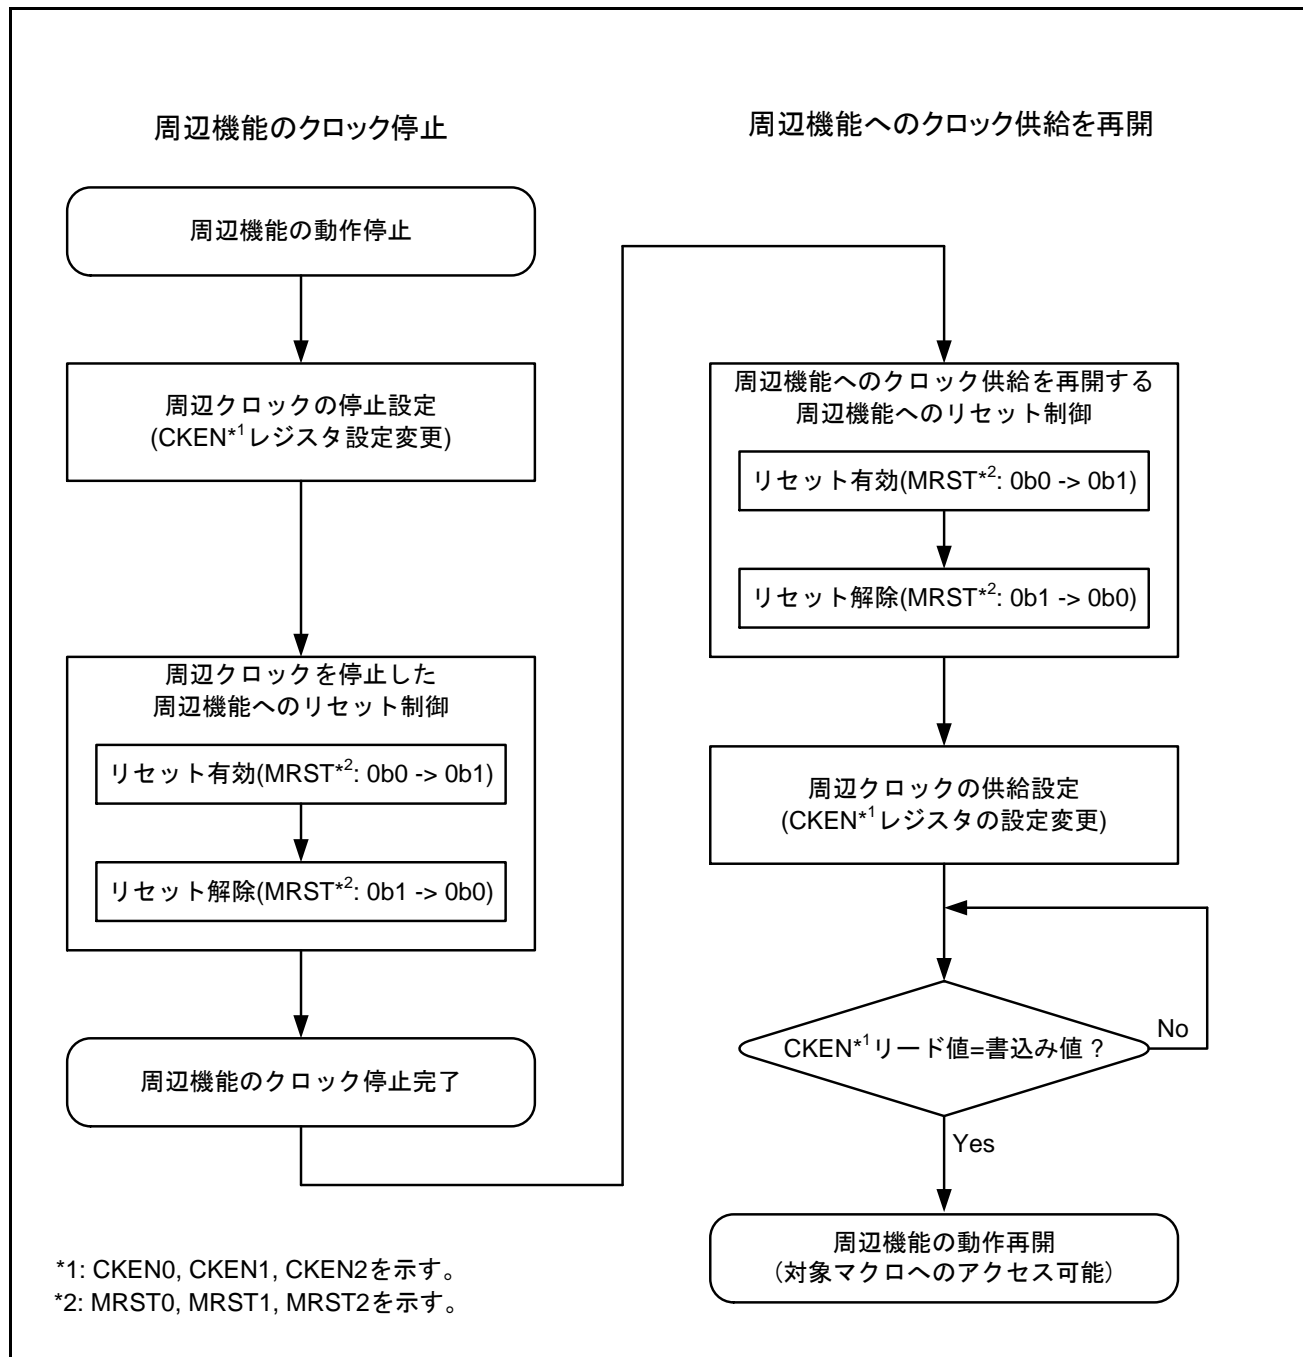 周辺機能のクロック停止
周辺機能の動作停止
周辺クロックの停止設定
(CKEN*1レジスタ設定変更)
周辺クロックを停止した
周辺機能へのリセット制御
リセット有効(MRST*2: 0b0 -> 0b1)
リセット解除(MRST*2: 0b1 -> 0b0)
周辺機能のクロック停止完了
周辺機能へのクロック供給を再開
周辺機能へのクロック供給を再開する
周辺機能へのリセット制御
リセット有効(MRST*2: 0b0 -> 0b1)
リセット解除(MRST*2: 0b1 -> 0b0)
周辺クロックの供給設定
(CKEN*1レジスタの設定変更)
CKEN*1リード値=書込み値 ?
No
Yes
周辺機能の動作再開
(対象マクロへのアクセス可能)
*1: CKEN0, CKEN1, CKEN2を示す。
*2: MRST0, MRST1, MRST2を示す。